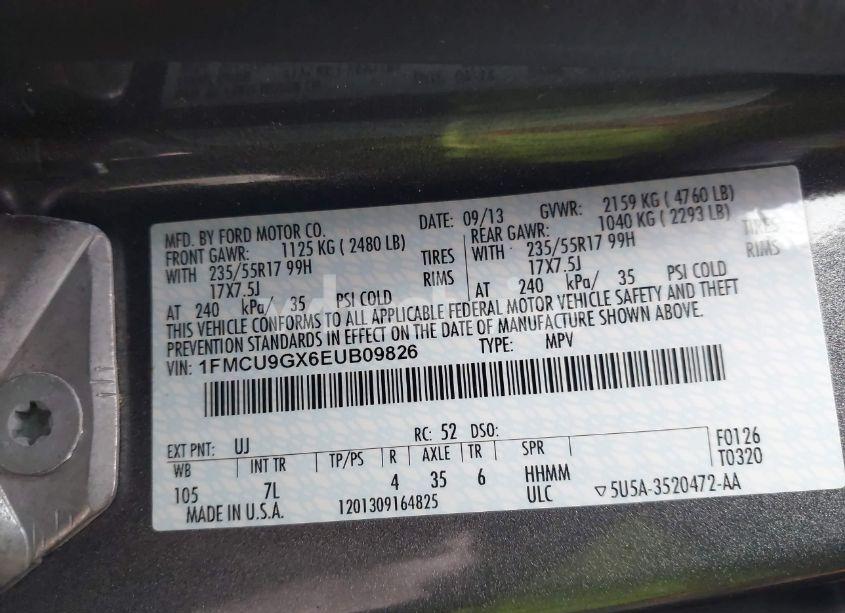 MFD. BY FORD MOTOR CO. DATE: 09/13 GVWR: 2159 KG ( 4760 LB)
FRONT GAWR: 1125 KG ( 2480 LB) REAR GAWR: 1040 KG ( 2293 LB)
WITH 235/55R17 99H TIRES WITH 235/55R17 99H TIRES
17X7.5J RIMS 17X7.5J RIMS
AT 240 kPa/ 35 PSI COLD AT 240 kPa/ 35 PSI COLD
THIS VEHICLE CONFORMS TO ALL APPLICABLE FEDERAL MOTOR VEHICLE SAFETY AND THEFT
PREVENTION STANDARDS IN EFFECT ON THE DATE OF MANUFACTURE SHOWN ABOVE.
VIN: 1FMCU9GX6EUB09826 TYPE: MPV
EXT PNT: UJ RC: 52 DSO: F0126
WB INT TR TP/PS R AXLE TR SPR T0320
105 7L 4 35 6 HHMM
MADE IN U.S.A. 1201309164825 ULC ▽5U5A-3520472-AA